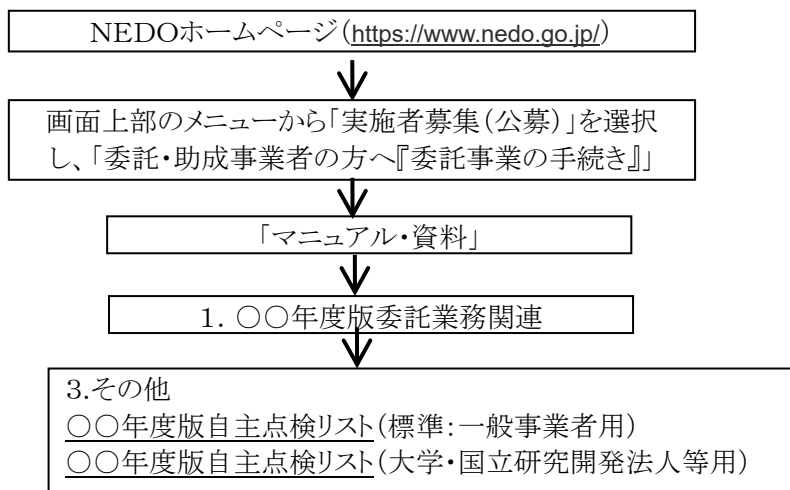 NEDOホームページ(https://www.nedo.go.jp/)
画面上部のメニューから「実施者募集(公募)」を選択
し、「委託・助成事業者の方へ『委託事業の手続き』」
「マニュアル・資料」
1. ○○年度版委託業務関連
3.その他
○○年度版自主点検リスト(標準:一般事業者用)
○○年度版自主点検リスト(大学・国立研究開発法人等用)